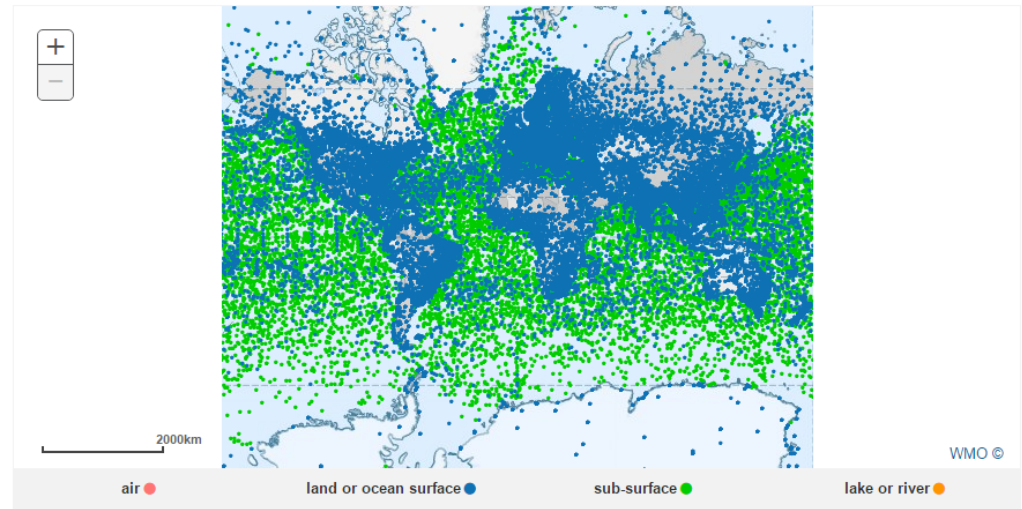 +
−
2000km
WMO ©
air
land or ocean surface
sub-surface
lake or river